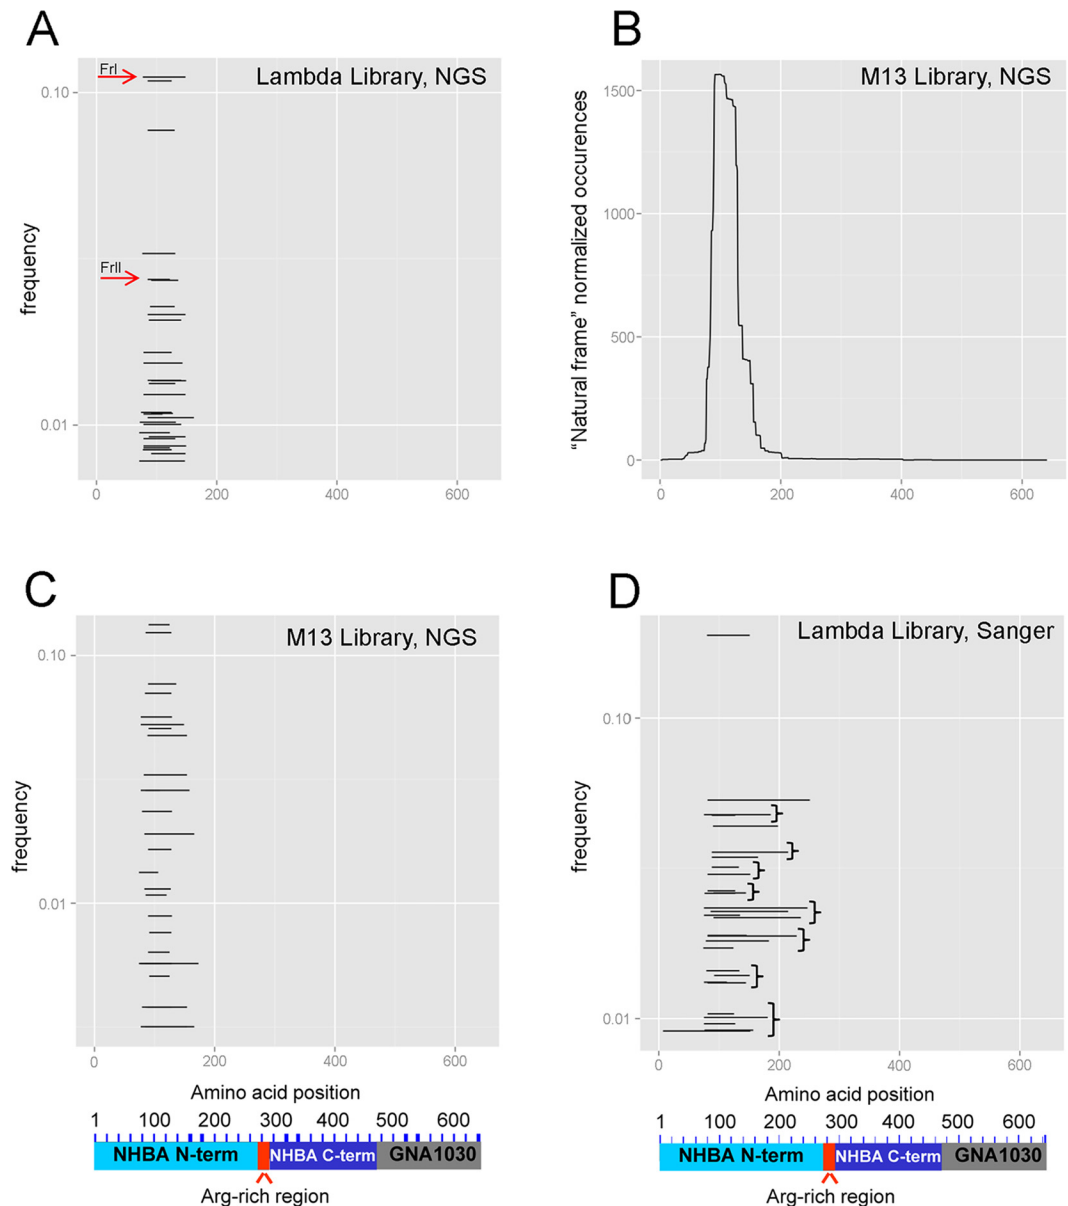 A
Lambda Library, NGS
FrI
0.10
FrII
0.01
frequency
0 200 400 600
B
M13 Library, NGS
1500
1000
500
0
“Natural frame” normalized occurences
0 200 400 600
C
M13 Library, NGS
0.10
0.01
frequency
0 200 400 600
Amino acid position
1 100 200 300 400 500 600
NHBA N-term NHBA C-term GNA1030
Arg-rich region
D
Lambda Library, Sanger
0.10
0.01
frequency
0 200 400 600
Amino acid position
1 100 200 300 400 500 600
NHBA N-term NHBA C-term GNA1030
Arg-rich region